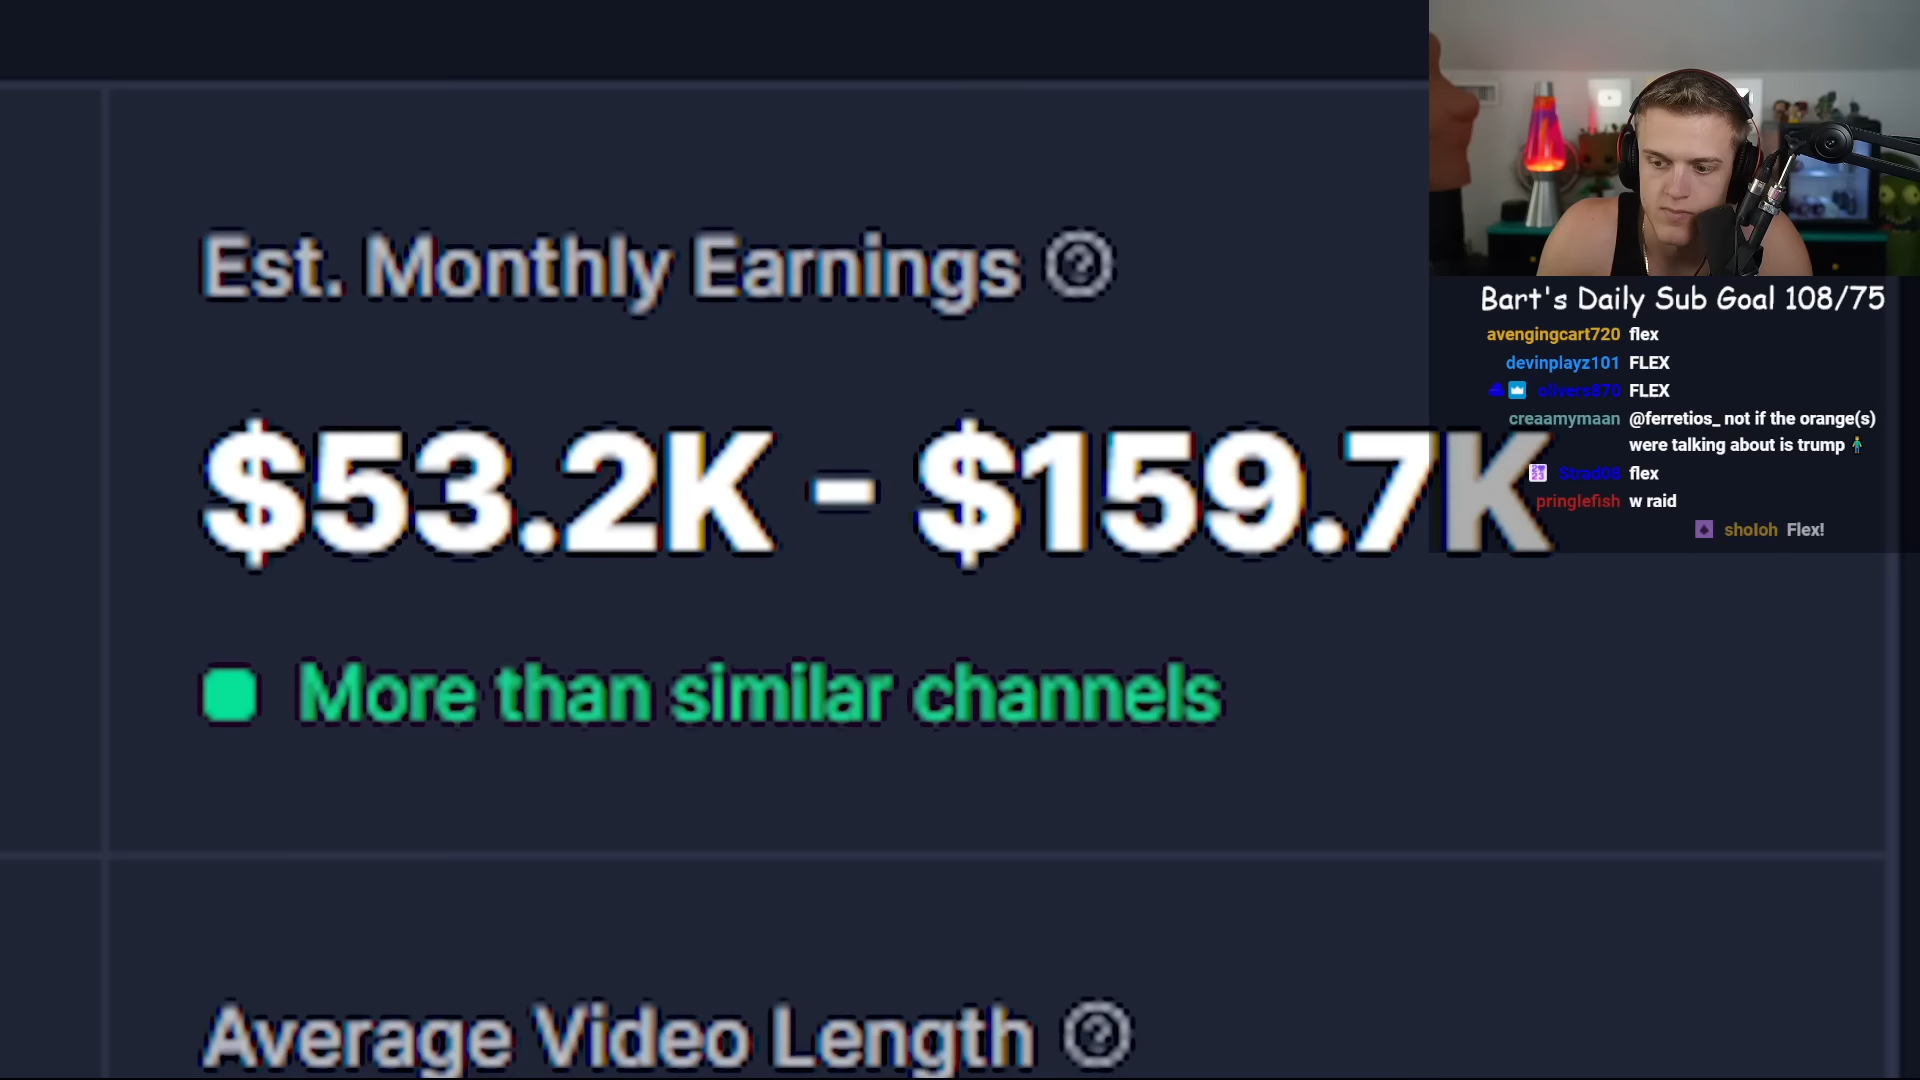 Est. Monthly Earnings
$53.2K - $159.7K
More than similar channels
Average Video Length
Bart's Daily Sub Goal 108/75
avengingcart720 flex
devinplayz101 FLEX
olivers870 FLEX
creaamymaan @ferretios_ not if the orange(s)
were talking about is trump
Strad08 flex
pringlefish w raid
sholoh Flex!